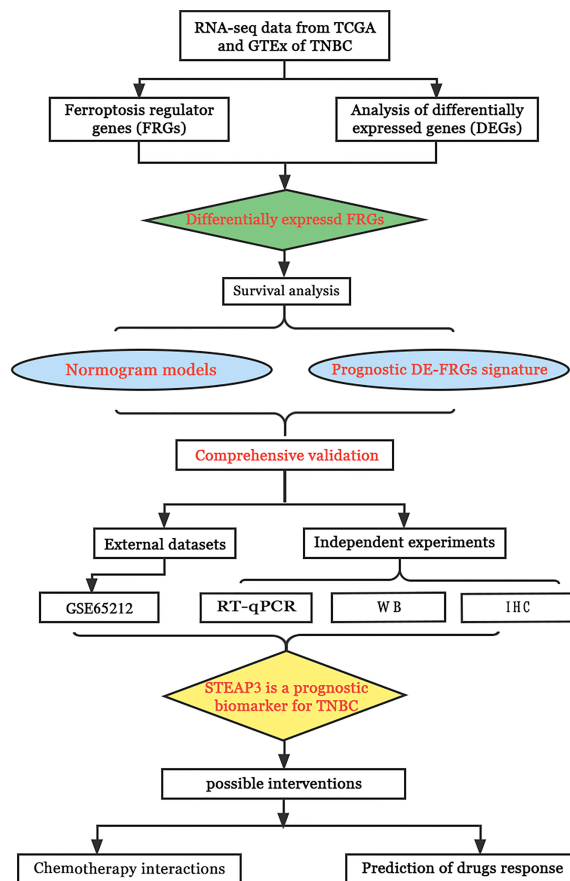 RNA-seq data from TCGA
and GTEx of TNBC
Ferroptosis regulator
genes (FRGs)
Analysis of differentially
expressed genes (DEGs)
Differentially expressd FRGs
Survival analysis
Normogram models
Prognostic DE-FRGs signature
Comprehensive validation
External datasets
Independent experiments
GSE65212
RT-qPCR
WB
IHC
STEAP3 is a prognostic
biomarker for TNBC
possible interventions
Chemotherapy interactions
Prediction of drugs response